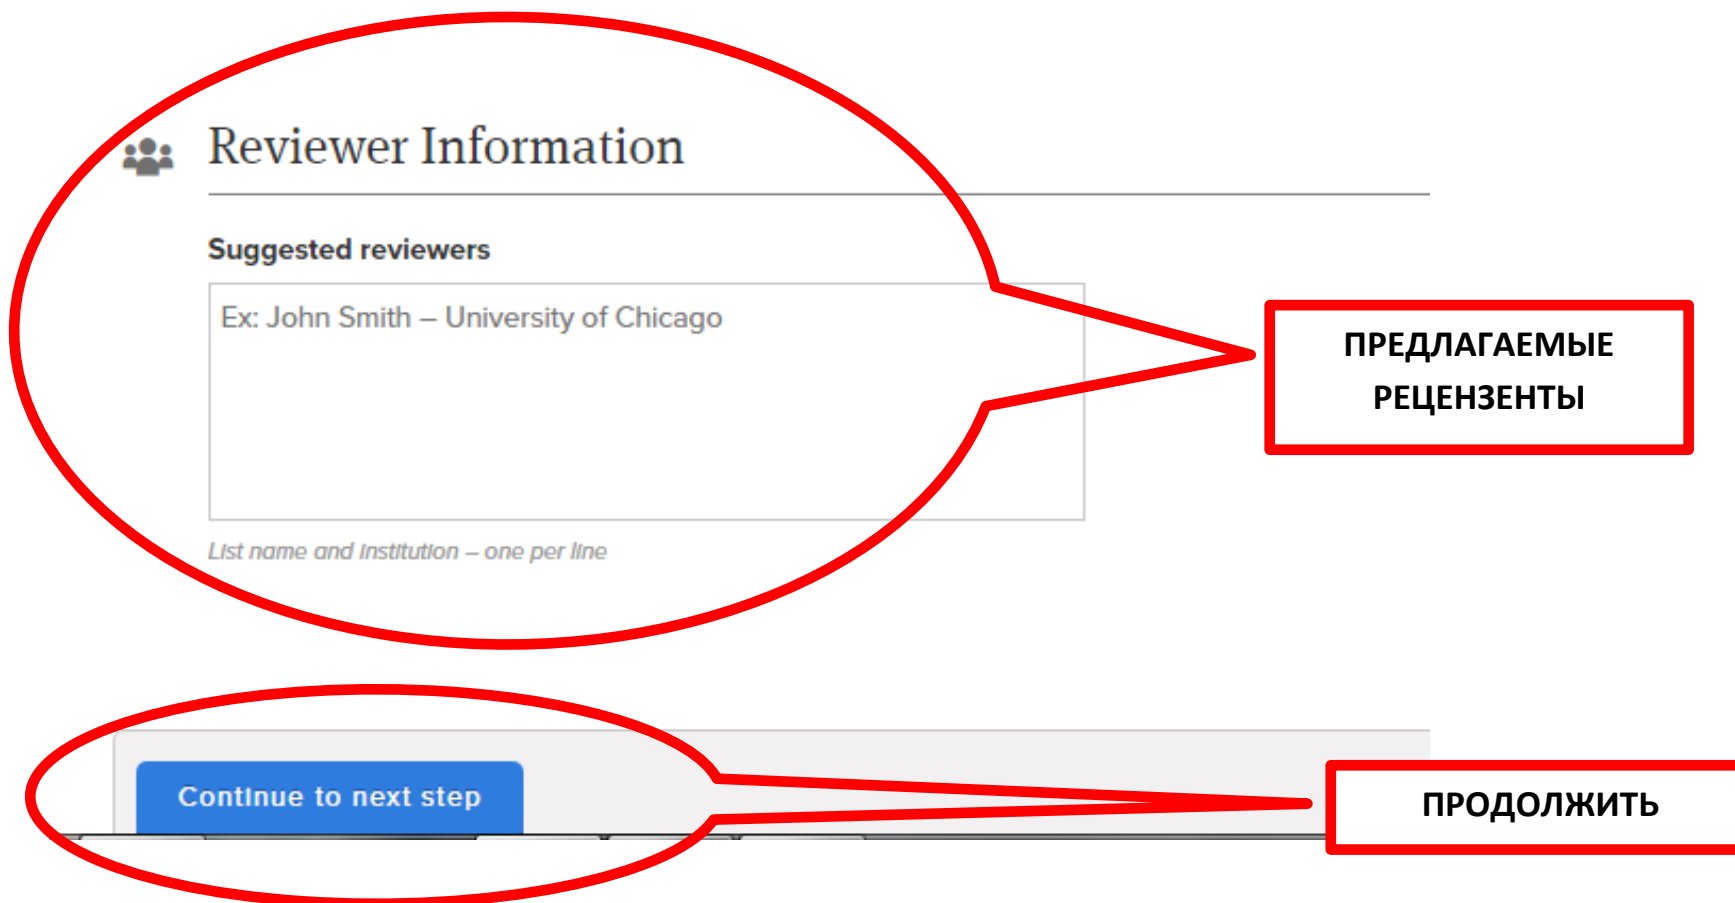 Reviewer Information
Suggested reviewers
Ex: John Smith – University of Chicago
List name and institution – one per line
ПРЕДЛАГАЕМЫЕ
РЕЦЕНЗЕНТЫ
Continue to next step
ПРОДОЛЖИТЬ